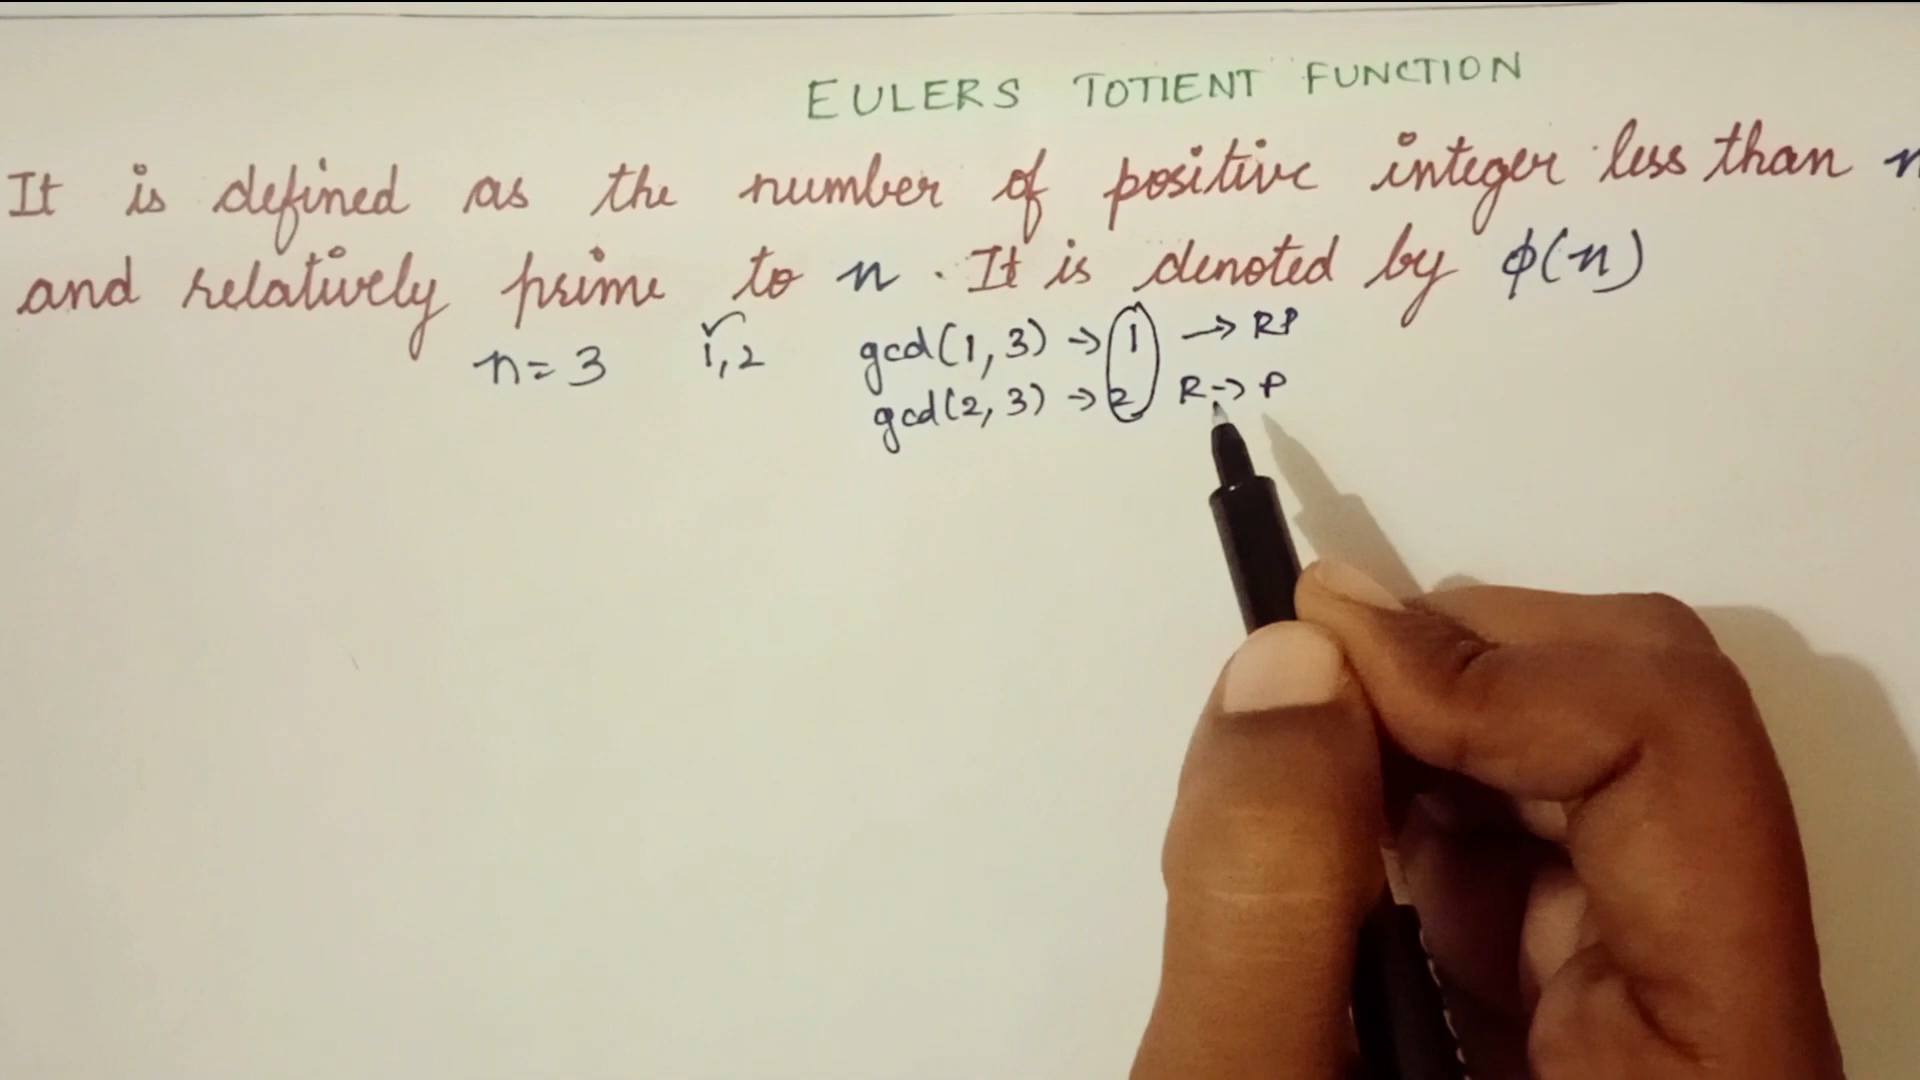 EULERS TOTIENT FUNCTION
It is defined as the number of positive integer less than n
and relatively prime to n. It is denoted by ϕ(n)
n=3 1,2 gcd(1,3) → 1 → RP
gcd(2,3) → 2 R → P